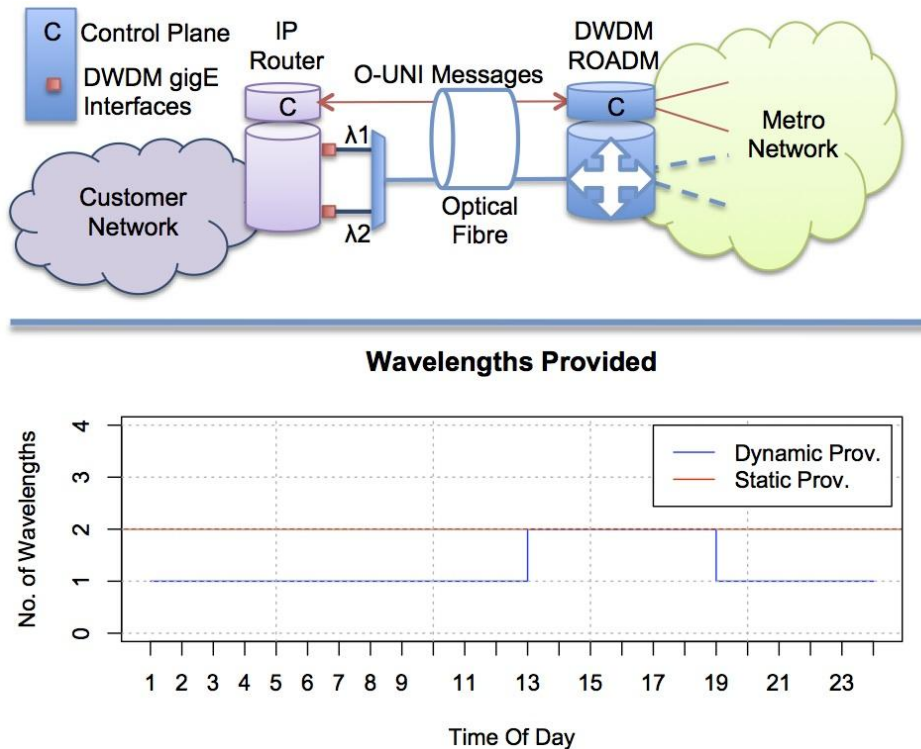 C Control Plane
DWDM gigE
Interfaces
IP
Router
C
O-UNI Messages
DWDM
ROADM
C
Metro
Network
Customer
Network
λ1
λ2
Optical
Fibre
Wavelengths Provided
No. of Wavelengths
4
3
2
1
0
Dynamic Prov.
Static Prov.
1 2 3 4 5 6 7 8 9 11 13 15 17 19 21 23
Time Of Day